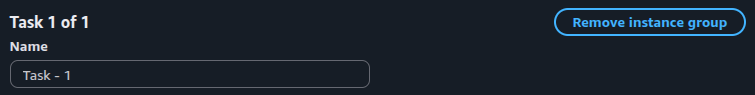 Task 1 of 1
Remove instance group
Name
Task - 1